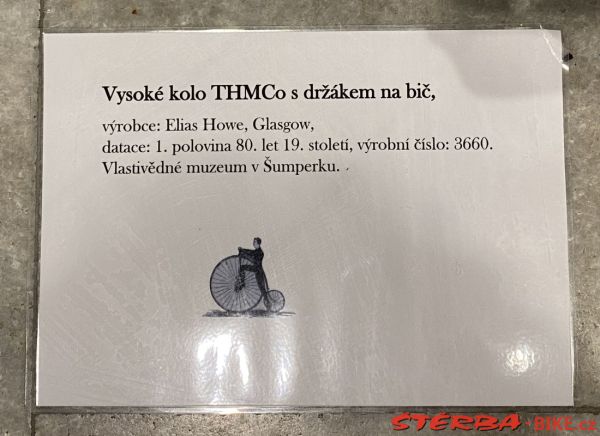 Vysoké kolo THMCo s držákem na bič,
výrobce: Elias Howe, Glasgow,
datace: 1. polovina 80. let 19. století, výrobní číslo: 3660.
Vlastivědné muzeum v Šumperku.
ŠTĚRBA-BIKE.cz